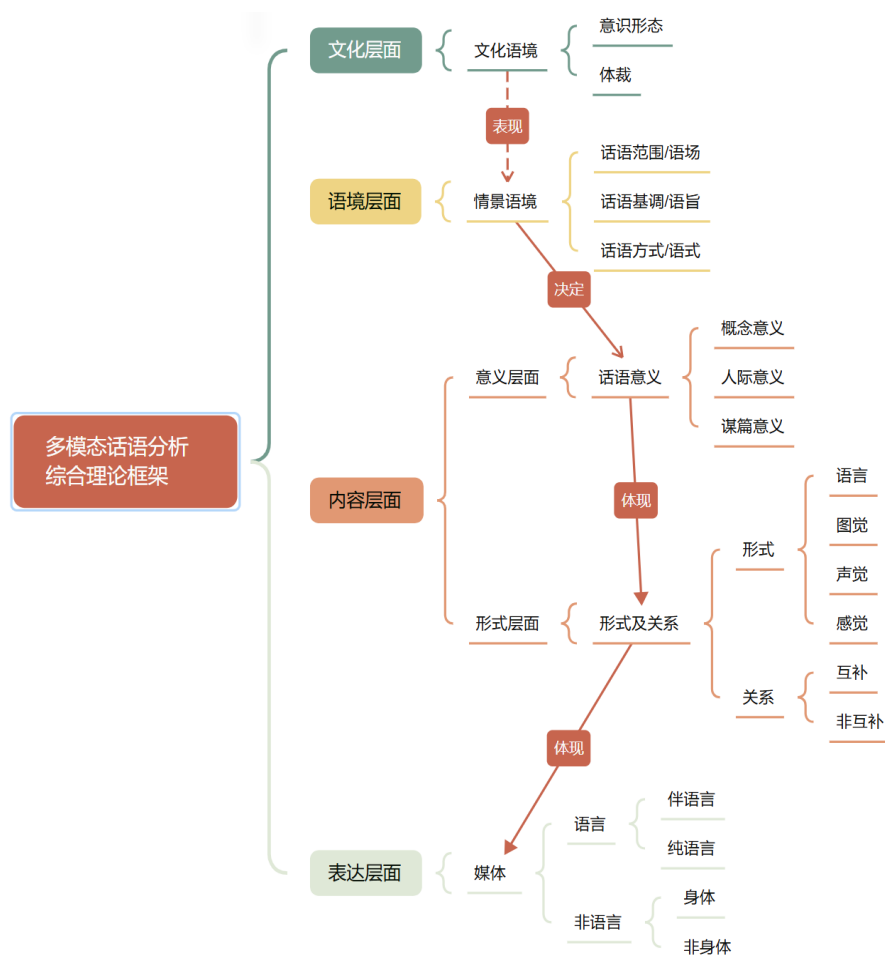 文化层面
文化语境
意识形态
体裁
表现
语境层面
情景语境
话语范围/语场
话语基调/语旨
话语方式/语式
决定
多模态话语分析
综合理论框架
内容层面
意义层面
话语意义
概念意义
人际意义
谋篇意义
体现
形式层面
形式及关系
形式
语言
图觉
声觉
感觉
关系
互补
非互补
体现
表达层面
媒体
语言
伴语言
纯语言
非语言
身体
非身体